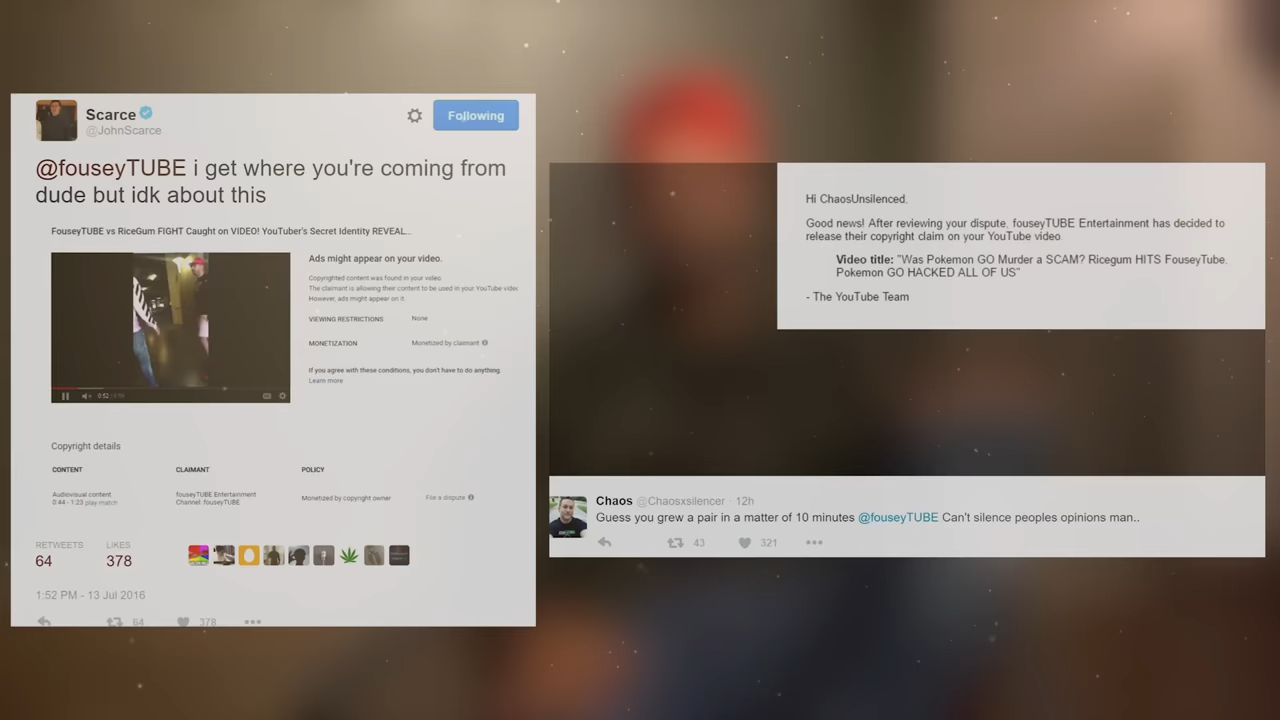 Scarce
@JohnScarce
Following
@fouseyTUBE i get where you're coming from
dude but idk about this
FouseyTUBE vs RiceGum FIGHT Caught on VIDEO! YouTuber's Secret Identity REVEAL...
Ads might appear on your video.
Copyrighted content was found in your video.
The claimant is allowing their content to be used in your YouTube video.
However, ads might appear on it.
VIEWING RESTRICTIONS None
MONETIZATION Monetized by claimant
If you agree with these conditions, you don't have to do anything.
Learn more
0:52
Copyright details
CONTENT CLAIMANT POLICY
Audiovisual content fouseyTUBE Entertainment Monetized by copyright owner File a dispute
0:44 - 1:23 play match Channel: fouseyTUBE
RETWEETS LIKES
64 378
1:52 PM - 13 Jul 2016
64 378
Hi ChaosUnsilenced,
Good news! After reviewing your dispute, fouseyTUBE Entertainment has decided to
release their copyright claim on your YouTube video.
Video title: "Was Pokemon GO Murder a SCAM? Ricegum HITS FouseyTube.
Pokemon GO HACKED ALL OF US"
- The YouTube Team
Chaos @Chaosxsilencer · 12h
Guess you grew a pair in a matter of 10 minutes @fouseyTUBE Can't silence peoples opinions man..
43 321